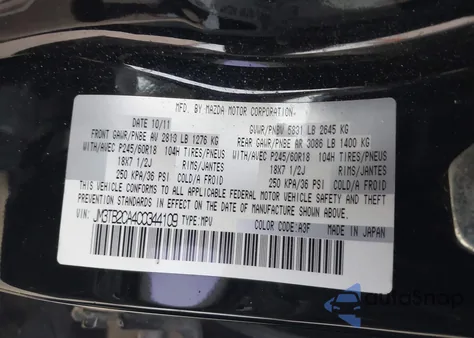 MFD. BY MAZDA MOTOR CORPORATION.
DATE 10/11 GVWR/PNBV 5831 LB 2645 KG
FRONT GAWR/PNBE AV 2813 LB 1276 KG REAR GAWR/PNBE AR 3086 LB 1400 KG
WITH/AVEC P245/60R18 104H TIRES/PNEUS WITH/AVEC P245/60R18 104H TIRES/PNEUS
18X7 1/2J RIMS/JANTES 18X7 1/2J RIMS/JANTES
250 KPA/36 PSI COLD/A FROID 250 KPA/36 PSI COLD/A FROID
THIS VEHICLE CONFORMS TO ALL APPLICABLE FEDERAL MOTOR VEHICLE SAFETY AND THEFT
PREVENTION STANDARDS IN EFFECT ON THE DATE OF MANUFACTURE SHOWN ABOVE.
VIN: JM3TB2CA4C0344109 TYPE:MPV COLOR CODE:A3F MADE IN JAPAN
autoSnap